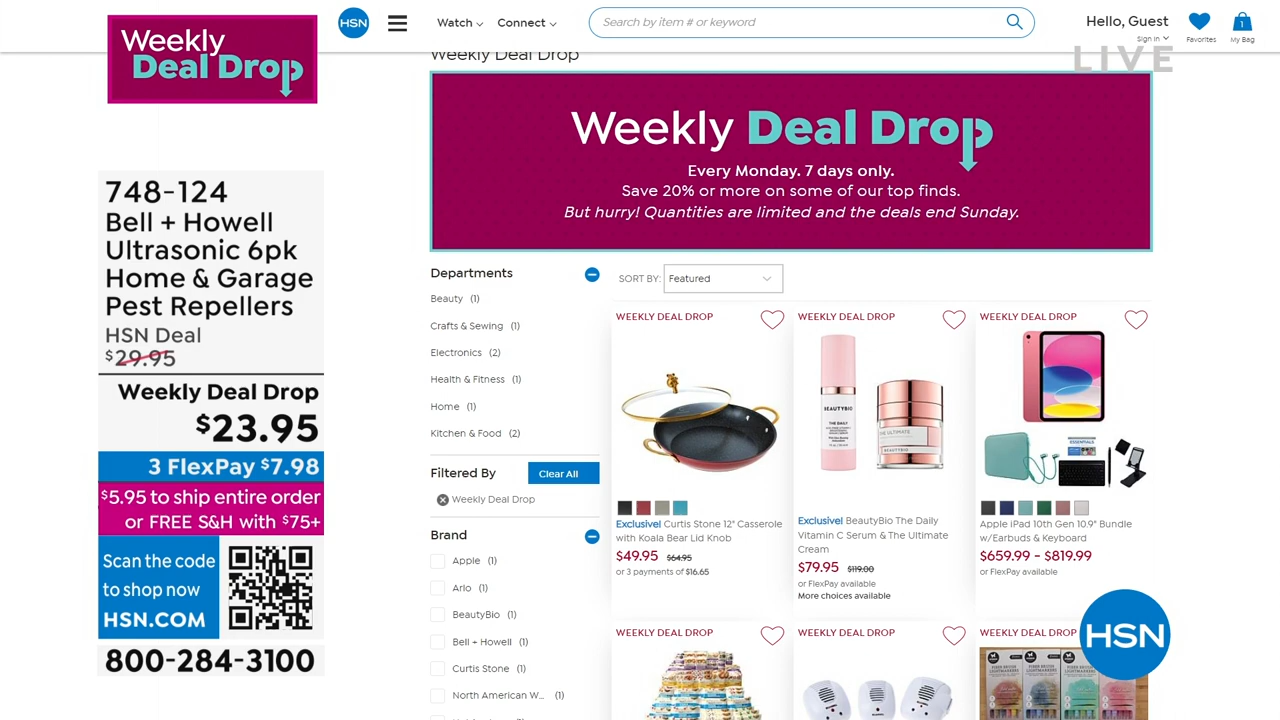 Weekly
Deal Drop
748-124
Bell + Howell
Ultrasonic 6pk
Home & Garage
Pest Repellers
HSN Deal
$29.95
Weekly Deal Drop
$23.95
3 FlexPay $7.98
$5.95 to ship entire order
or FREE S&H with $75+
Scan the code
to shop now
HSN.COM
800-284-3100
HSN
Watch
Connect
Search by item # or keyword
Hello, Guest
Sign In
Favorites
1
My Bag
LIVE
Weekly Deal Drop
Weekly Deal Drop
Every Monday. 7 days only.
Save 20% or more on some of our top finds.
But hurry! Quantities are limited and the deals end Sunday.
Departments
Beauty (1)
Crafts & Sewing (1)
Electronics (2)
Health & Fitness (1)
Home (1)
Kitchen & Food (2)
Filtered By
Clear All
Weekly Deal Drop
Brand
Apple (1)
Arlo (1)
BeautyBio (1)
Bell + Howell (1)
Curtis Stone (1)
North American W... (1)
SORT BY: Featured
WEEKLY DEAL DROP
Exclusive! Curtis Stone 12" Casserole
with Koala Bear Lid Knob
$49.95 $64.95
or 3 payments of $16.65
WEEKLY DEAL DROP
BEAUTYBIO
THE DAILY
THE ULTIMATE
BEAUTYBIO
Exclusive! BeautyBio The Daily
Vitamin C Serum & The Ultimate
Cream
$79.95 $119.00
or FlexPay available
More choices available
WEEKLY DEAL DROP
ESSENTIALS
Apple iPad 10th Gen 10.9" Bundle
w/Earbuds & Keyboard
$659.99 - $819.99
or FlexPay available
WEEKLY DEAL DROP
WEEKLY DEAL DROP
WEEKLY DEAL DROP
HSN